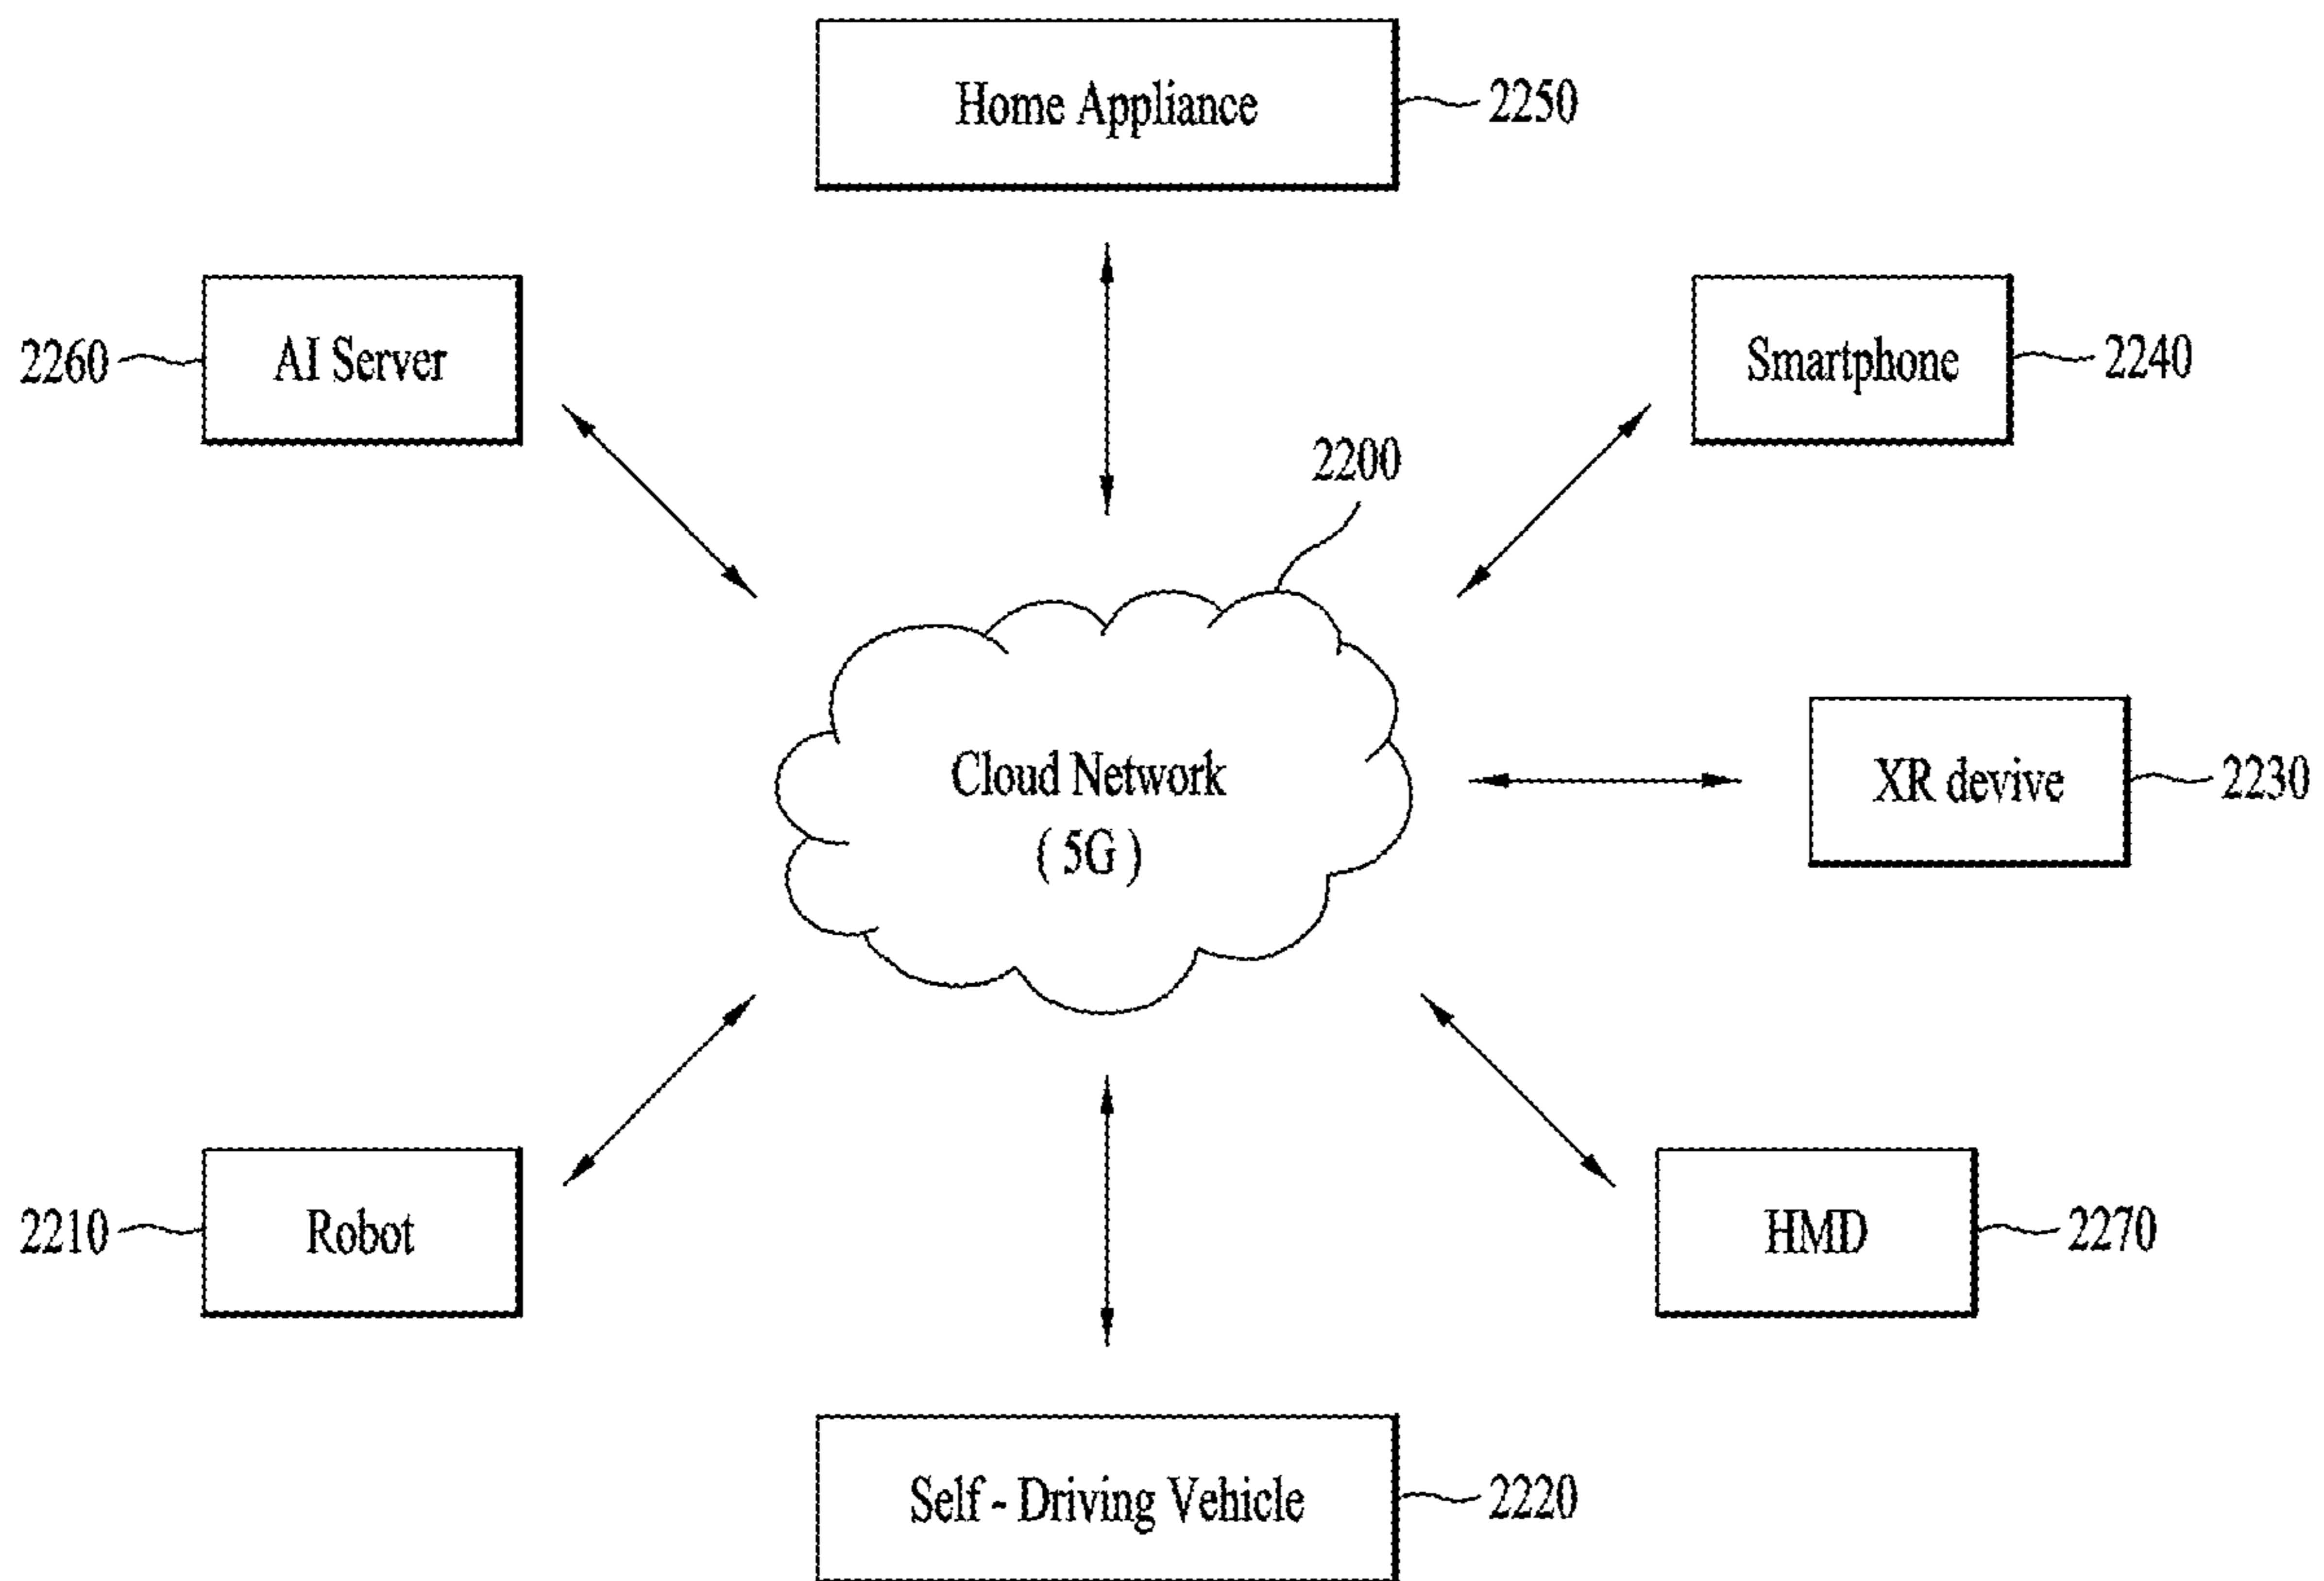 Home Appliance
2250
2260
AI Server
Smartphone
2240
2200
Cloud Network
( 5G )
XR devive
2230
2210
Robot
HMD
2270
Self - Driving Vehicle
2220